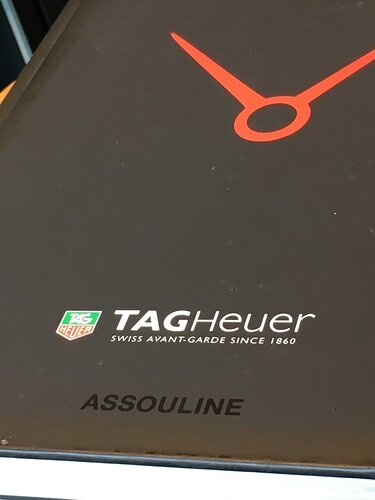 TAG
HEUER
TAGHeuer
SWISS AVANT-GARDE SINCE 1860
ASSOULINE